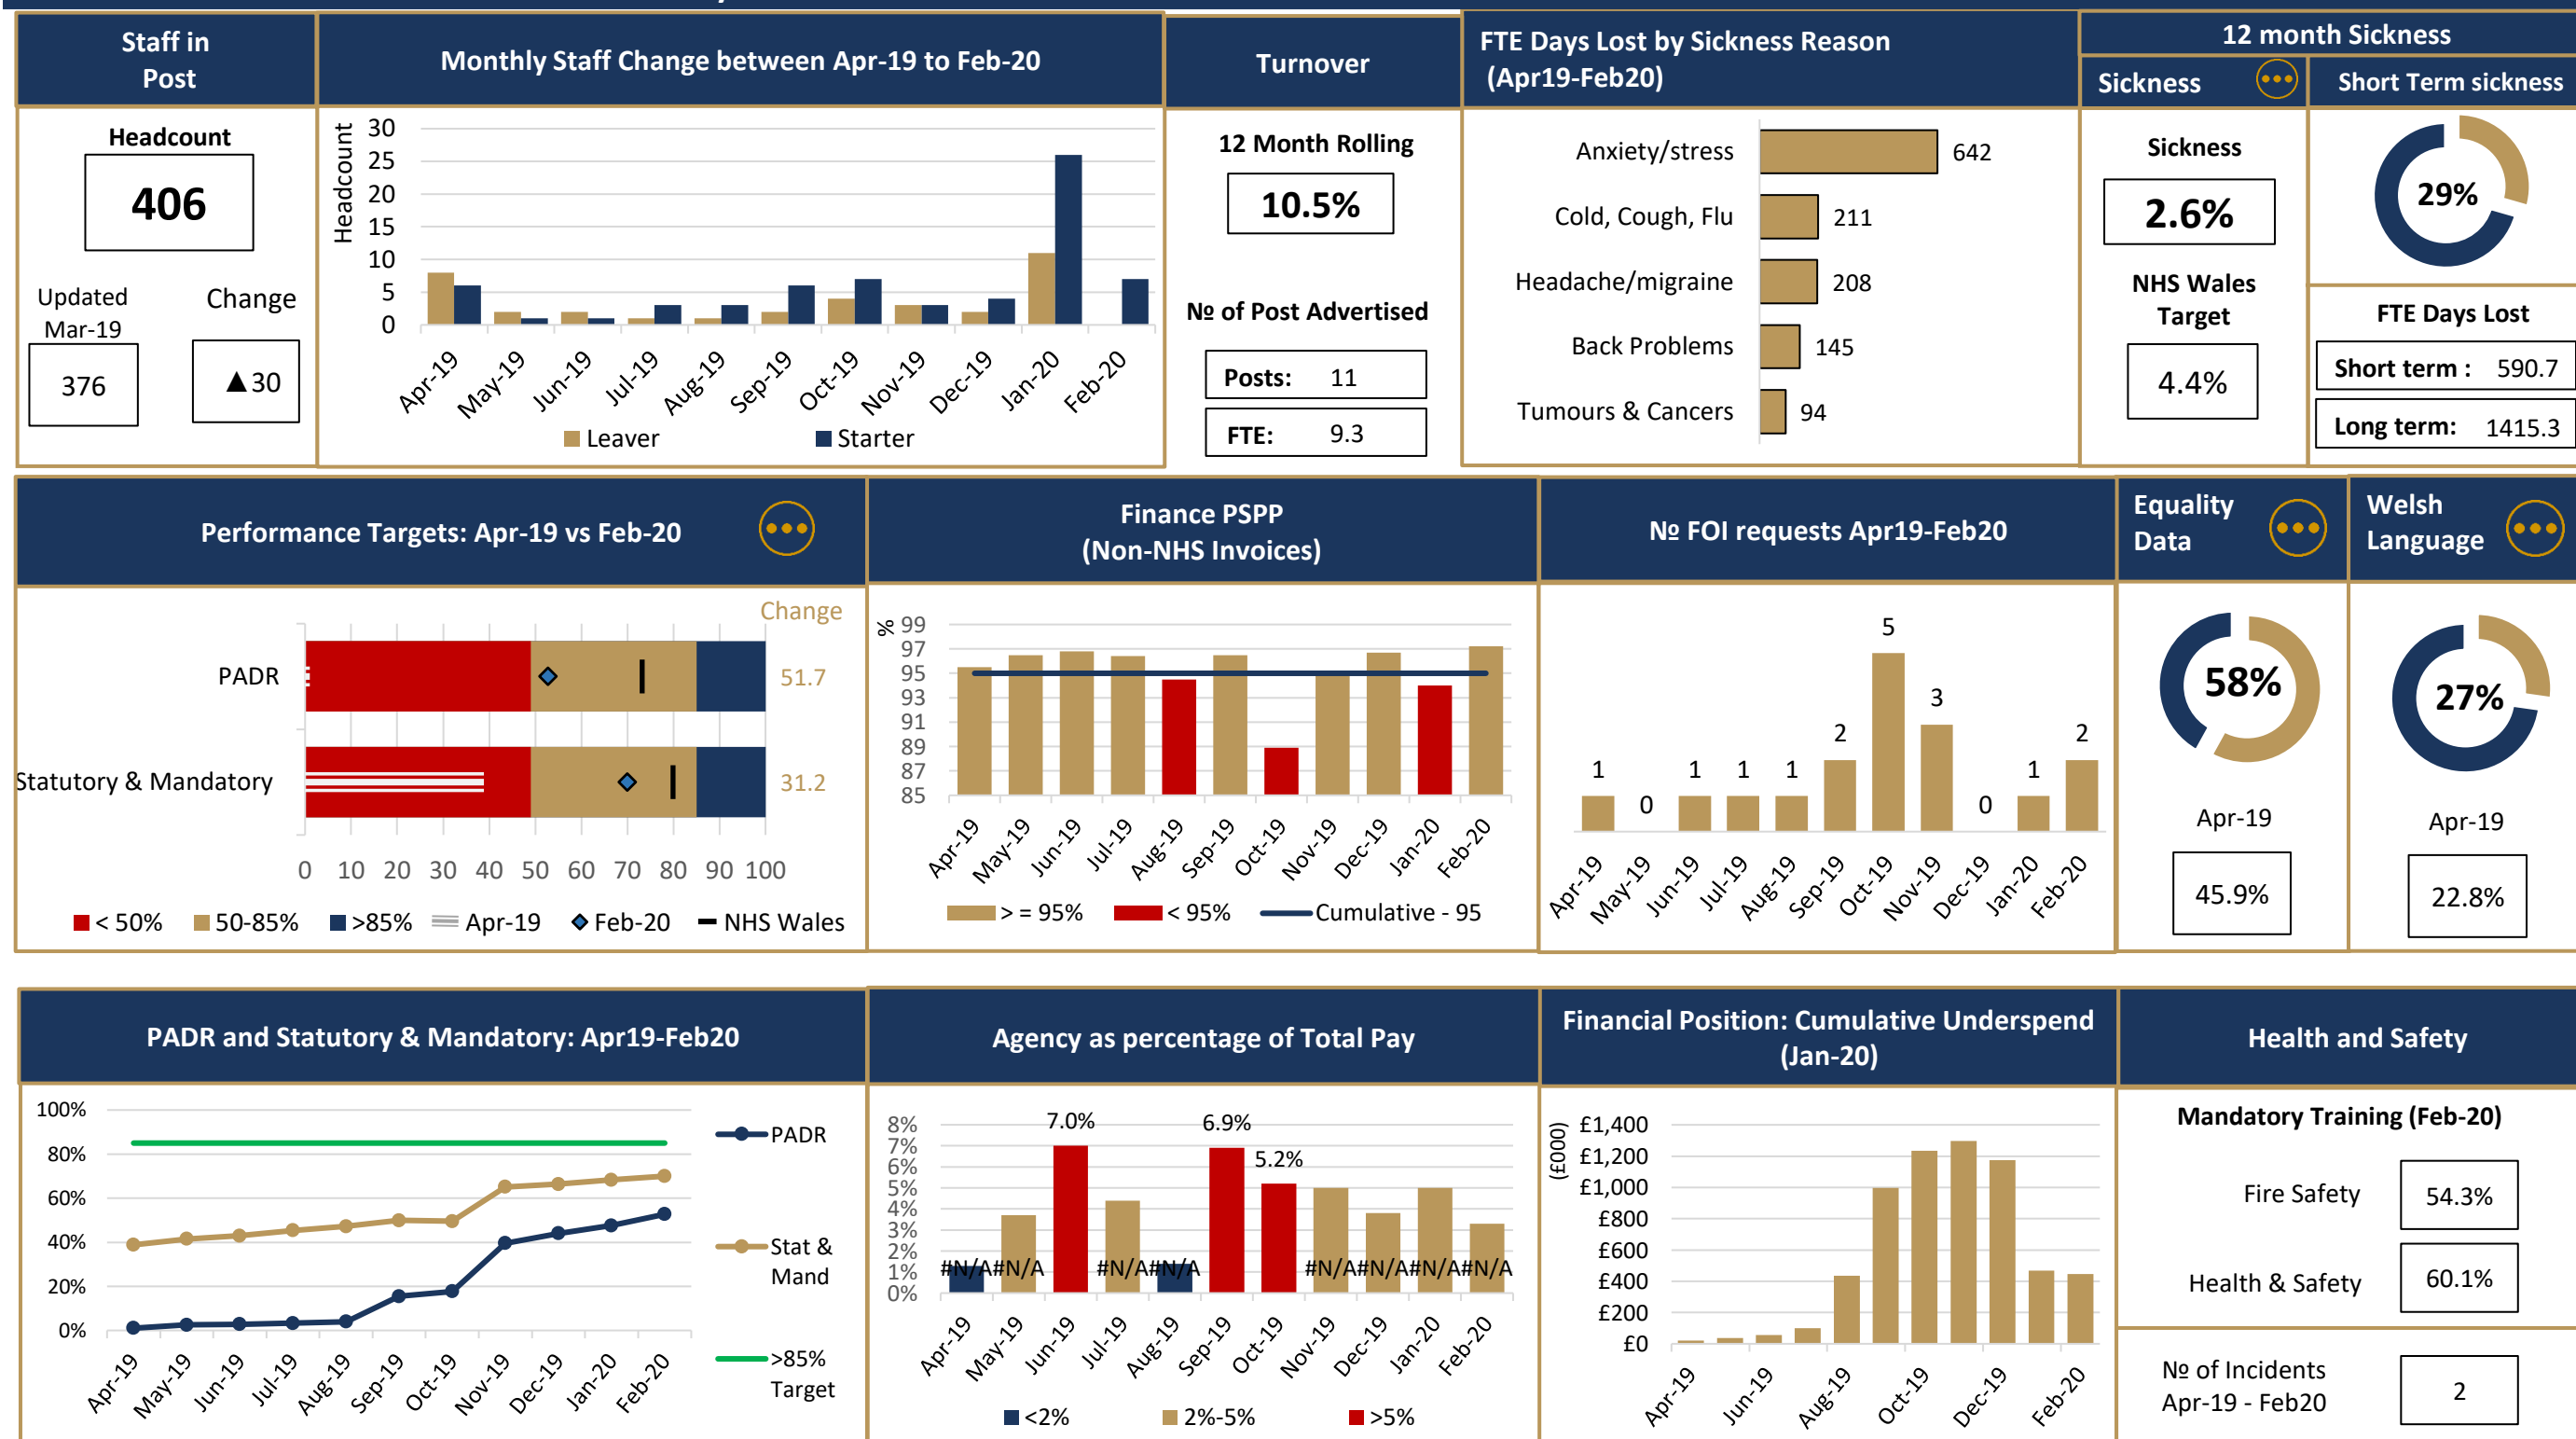 Staff in
Post
Headcount
406
Updated
Mar-19
Change
376
▲30
Monthly Staff Change between Apr-19 to Feb-20
Headcount
30
25
20
15
10
5
0
Apr-19
May-19
Jun-19
Jul-19
Aug-19
Sep-19
Oct-19
Nov-19
Dec-19
Jan-20
Feb-20
Leaver
Starter
Turnover
12 Month Rolling
10.5%
№ of Post Advertised
Posts: 11
FTE: 9.3
FTE Days Lost by Sickness Reason
(Apr19-Feb20)
Anxiety/stress 642
Cold, Cough, Flu 211
Headache/migraine 208
Back Problems 145
Tumours & Cancers 94
12 month Sickness
Sickness
Short Term sickness
Sickness
2.6%
NHS Wales
Target
4.4%
29%
FTE Days Lost
Short term : 590.7
Long term: 1415.3
Performance Targets: Apr-19 vs Feb-20
Change
PADR 51.7
Statutory & Mandatory 31.2
0 10 20 30 40 50 60 70 80 90 100
< 50% 50-85% >85% Apr-19 Feb-20 NHS Wales
Finance PSPP
(Non-NHS Invoices)
%
99
97
95
93
91
89
87
85
Apr-19
May-19
Jun-19
Jul-19
Aug-19
Sep-19
Oct-19
Nov-19
Dec-19
Jan-20
Feb-20
> = 95% < 95% Cumulative - 95
№ FOI requests Apr19-Feb20
1
0
1
1
1
2
5
3
0
1
2
Apr-19
May-19
Jun-19
Jul-19
Aug-19
Sep-19
Oct-19
Nov-19
Dec-19
Jan-20
Feb-20
Equality
Data
58%
Apr-19
45.9%
Welsh
Language
27%
Apr-19
22.8%
PADR and Statutory & Mandatory: Apr19-Feb20
100%
80%
60%
40%
20%
0%
Apr-19
May-19
Jun-19
Jul-19
Aug-19
Sep-19
Oct-19
Nov-19
Dec-19
Jan-20
Feb-20
PADR
Stat &
Mand
>85%
Target
Agency as percentage of Total Pay
8%
7%
6%
5%
4%
3%
2%
1%
0%
7.0%
6.9%
5.2%
#N/A #N/A #N/A #N/A #N/A #N/A #N/A #N/A
Apr-19
May-19
Jun-19
Jul-19
Aug-19
Sep-19
Oct-19
Nov-19
Dec-19
Jan-20
Feb-20
<2% 2%-5% >5%
Financial Position: Cumulative Underspend
(Jan-20)
(£000)
£1,400
£1,200
£1,000
£800
£600
£400
£200
£0
Apr-19
Jun-19
Aug-19
Oct-19
Dec-19
Feb-20
Health and Safety
Mandatory Training (Feb-20)
Fire Safety 54.3%
Health & Safety 60.1%
№ of Incidents
Apr-19 - Feb20
2